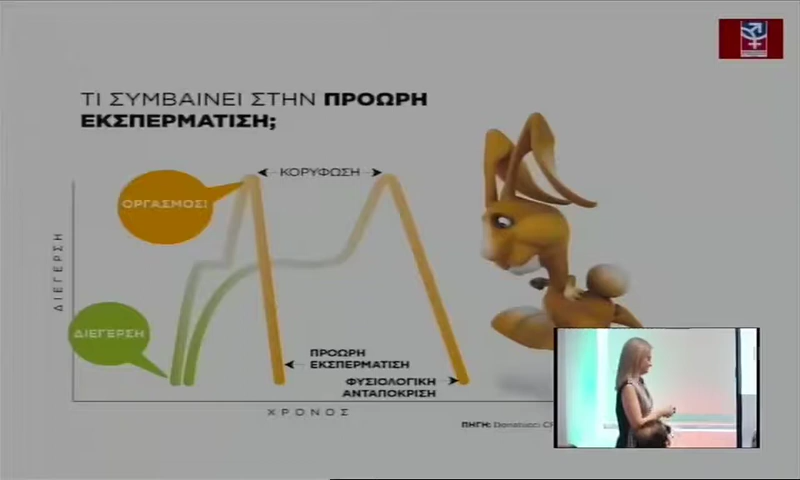 ΤΙ ΣΥΜΒΑΙΝΕΙ ΣΤΗΝ ΠΡΟΩΡΗ
ΕΚΣΠΕΡΜΑΤΙΣΗ;
ΚΟΡΥΦΩΣΗ
ΟΡΓΑΣΜΟΣ!
ΔΙΕΓΕΡΣΗ
ΔΙΕΓΕΡΣΗ
ΠΡΟΩΡΗ
ΕΚΣΠΕΡΜΑΤΙΣΗ
ΦΥΣΙΟΛΟΓΙΚΗ
ΑΝΤΑΠΟΚΡΙΣΗ
ΧΡΟΝΟΣ
ΠΗΓΗ: